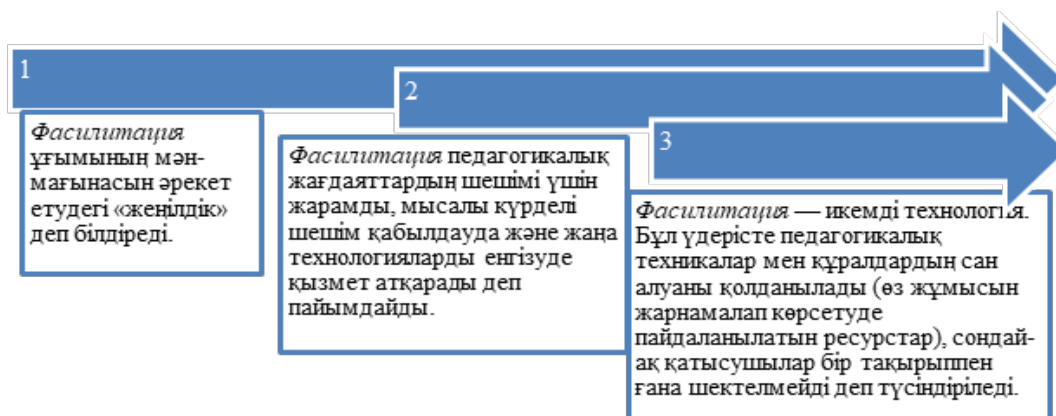 1
Фасилитация
ұғымының мән-
мағынасын әрекет
етудегі «жеңілдік»
деп білдіреді.
2
Фасилитация педагогикалық
жағдаяттардың шешімі үшін
жарамды, мысалы күрделі
шешім қабылдауда және жаңа
технологияларды енгізуде
қызмет атқарады деп
пайымдайды.
3
Фасилитация — икемді технология.
Бұл үдерісте педагогикалық
техникалар мен құралдардың сан
алуаны қолданылады (өз жұмысын
жарнамалап көрсетуде
пайдаланылатын ресурстар), сондай-
ақ қатысушылар бір тақырыппен
ғана шектелмейді деп түсіндіріледі.